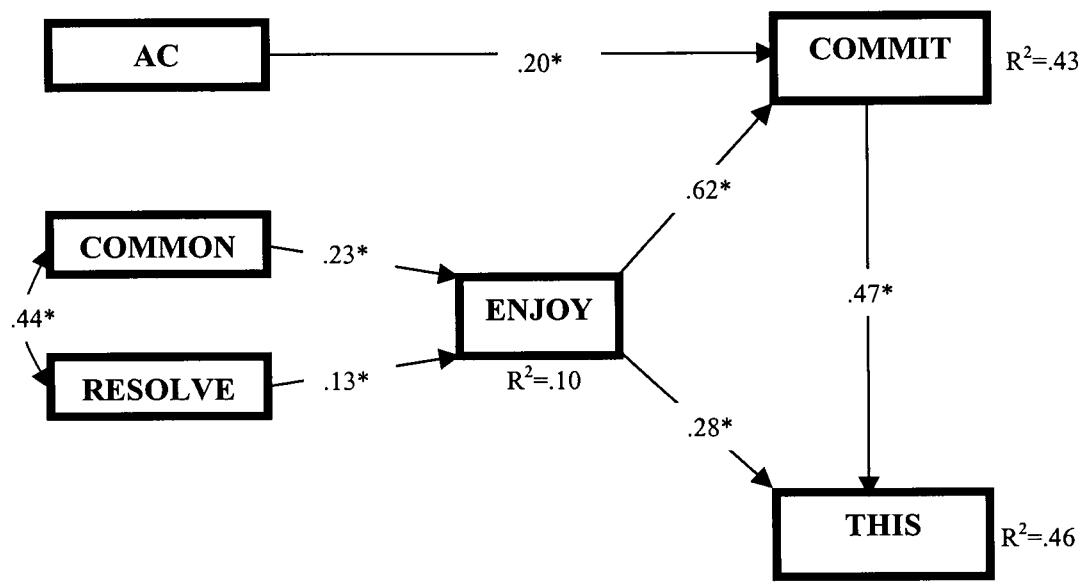 AC
.20*
COMMIT
R²=.43
.62*
COMMON
.23*
.44*
ENJOY
.47*
RESOLVE
.13*
R²=.10
.28*
THIS
R²=.46